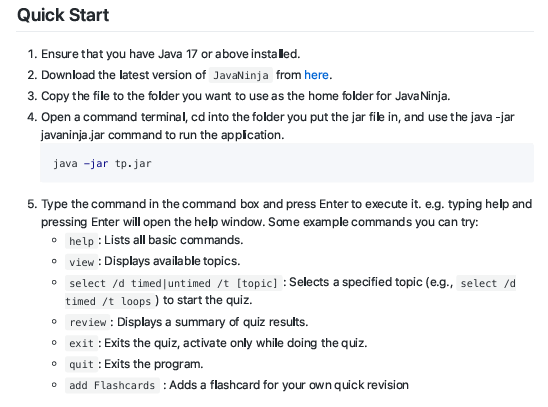 Quick Start
1. Ensure that you have Java 17 or above installed.
2. Download the latest version of JavaNinja from here.
3. Copy the file to the folder you want to use as the home folder for JavaNinja.
4. Open a command terminal, cd into the folder you put the jar file in, and use the java -jar
javaninja.jar command to run the application.
java -jar tp.jar
5. Type the command in the command box and press Enter to execute it. e.g. typing help and
pressing Enter will open the help window. Some example commands you can try:
help : Lists all basic commands.
view : Displays available topics.
select /d timed|untimed /t [topic] : Selects a specified topic (e.g., select /d
timed /t loops ) to start the quiz.
review : Displays a summary of quiz results.
exit : Exits the quiz, activate only while doing the quiz.
quit : Exits the program.
add Flashcards : Adds a flashcard for your own quick revision